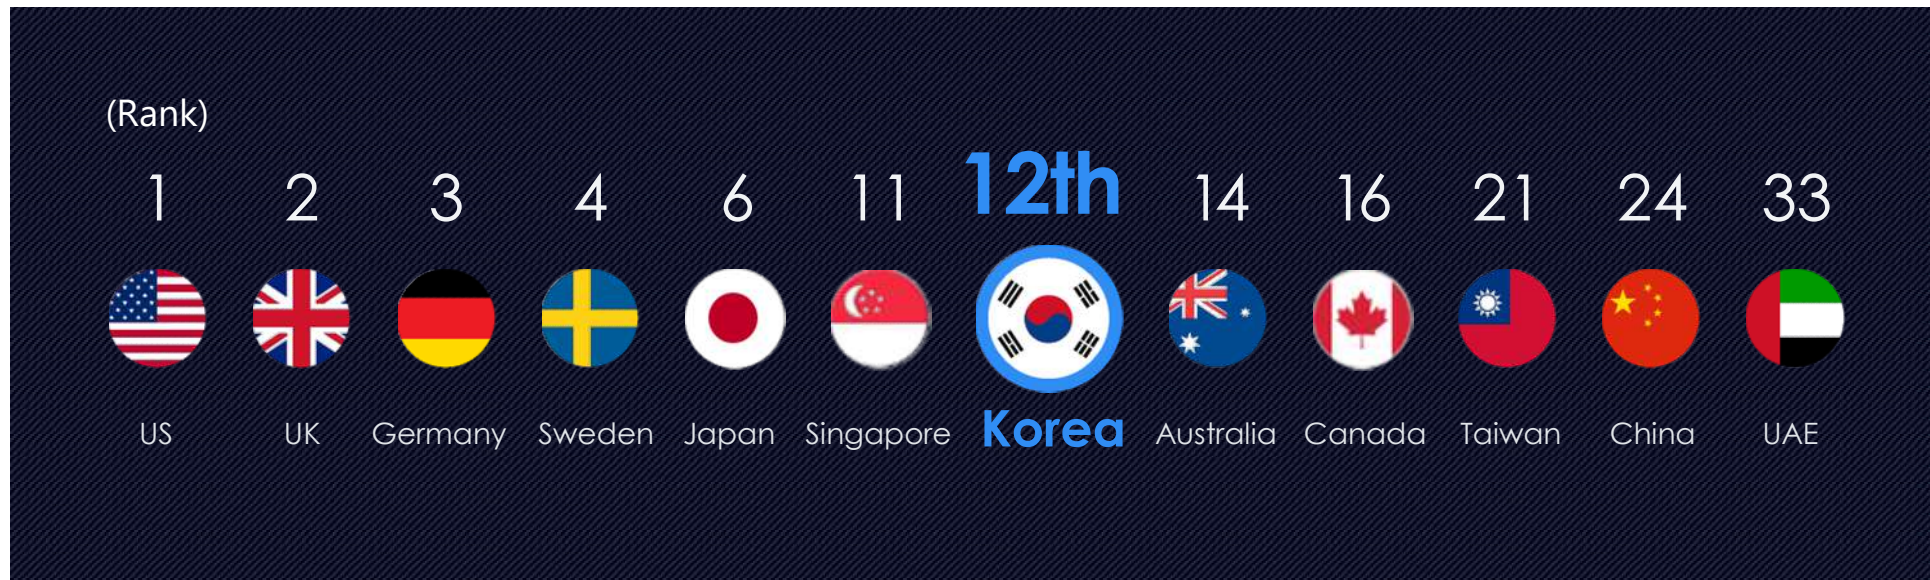 (Rank)
1 2 3 4 6 11 12th 14 16 21 24 33
US UK Germany Sweden Japan Singapore Korea Australia Canada Taiwan China UAE